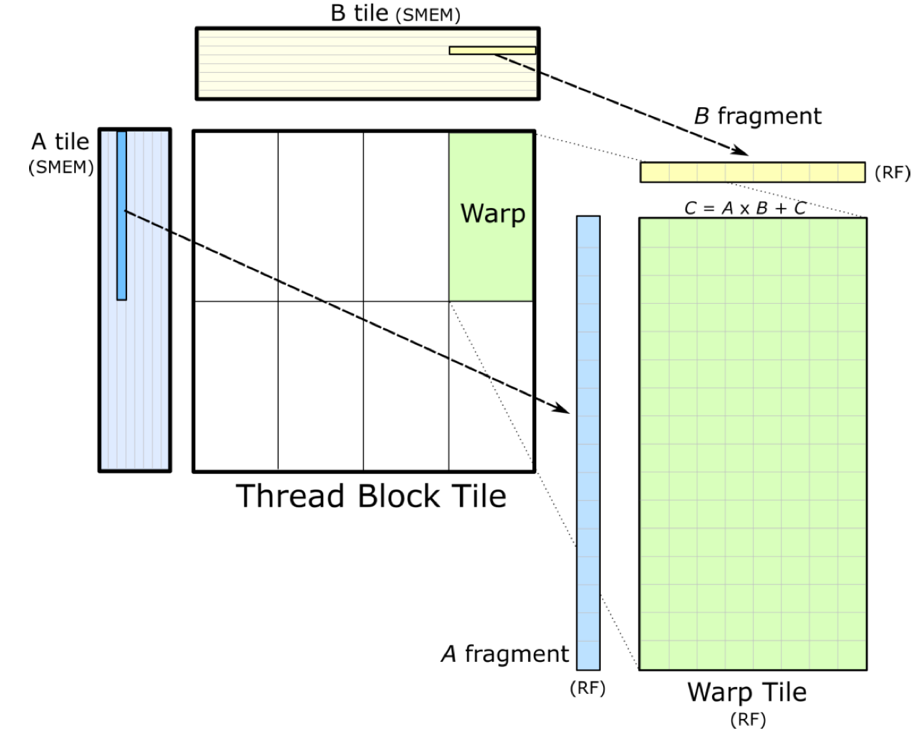 B tile (SMEM)
B fragment
A tile
(SMEM)
(RF)
Warp
C = A x B + C
Thread Block Tile
A fragment
(RF)
Warp Tile
(RF)